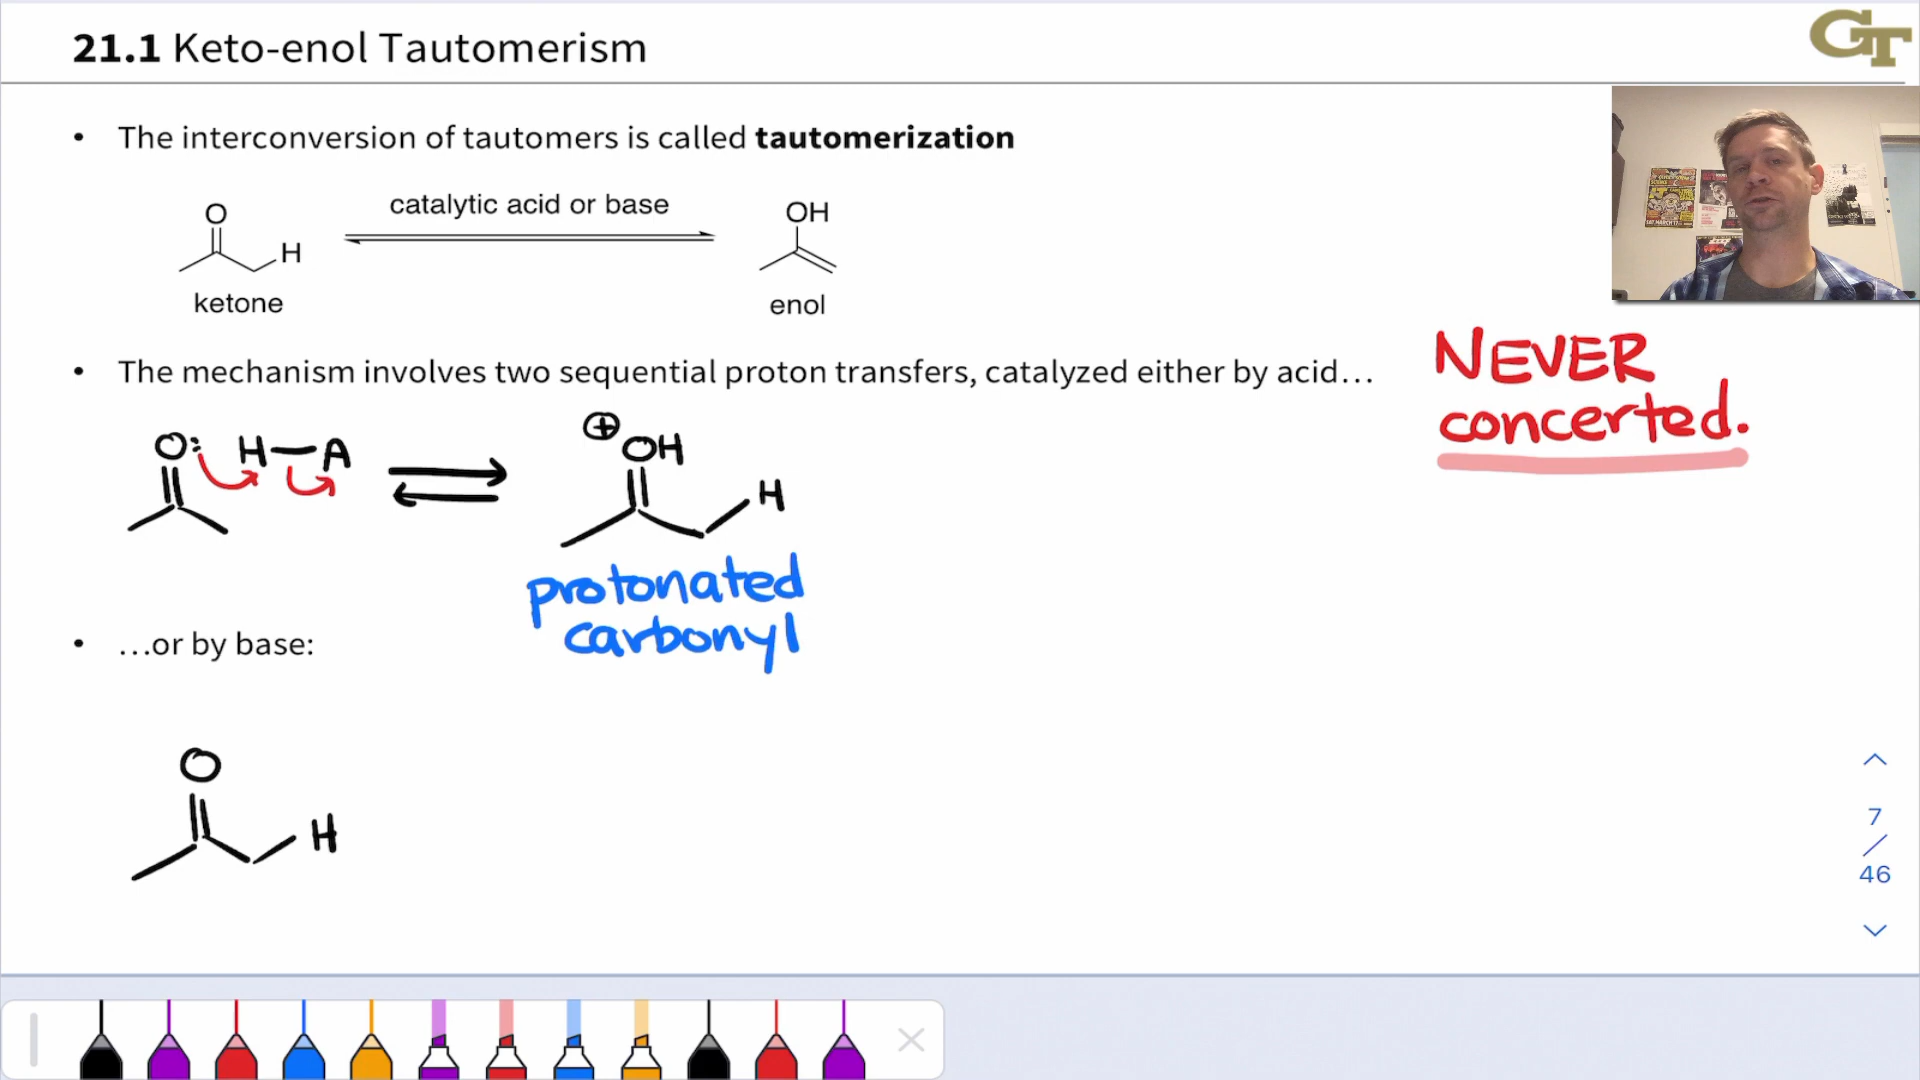 21.1 Keto-enol Tautomerism
GT
• The interconversion of tautomers is called tautomerization
O
H
ketone
catalytic acid or base
OH
enol
• The mechanism involves two sequential proton transfers, catalyzed either by acid…
NEVER
concerted.
O: H–A
⊕
OH
H
protonated
carbonyl
• …or by base:
O
H
7
/
46